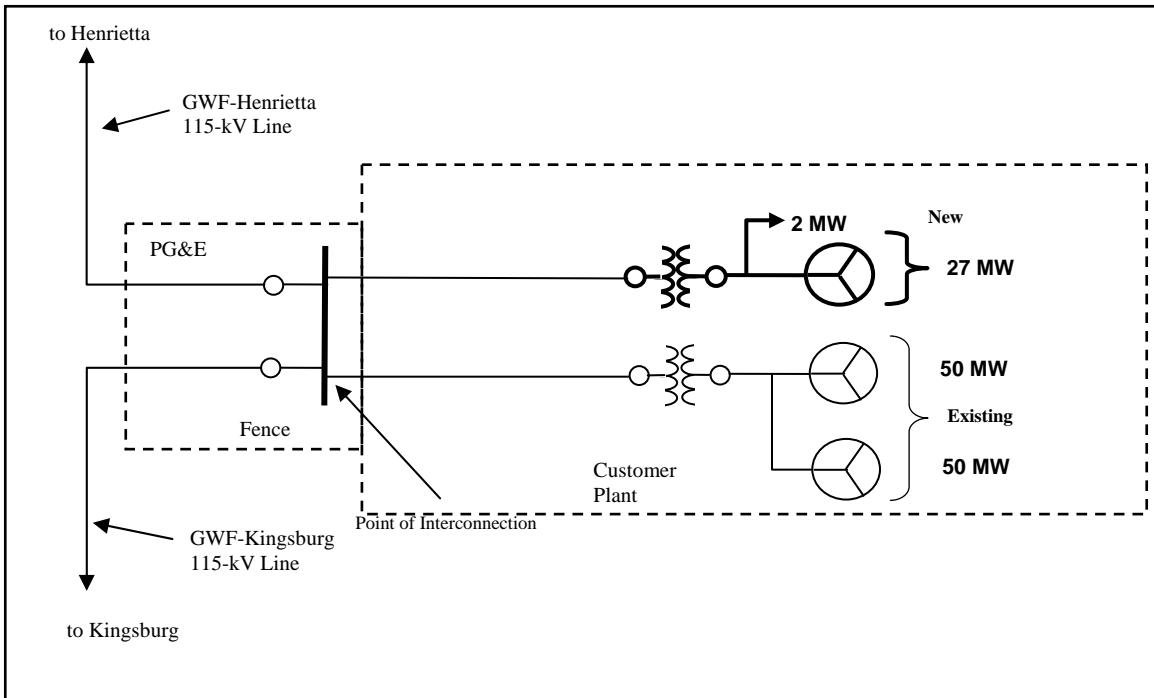 to Henrietta
GWF-Henrietta
115-kV Line
PG&E
Fence
2 MW
New
27 MW
50 MW
Existing
50 MW
Customer
Plant
Point of Interconnection
GWF-Kingsburg
115-kV Line
to Kingsburg